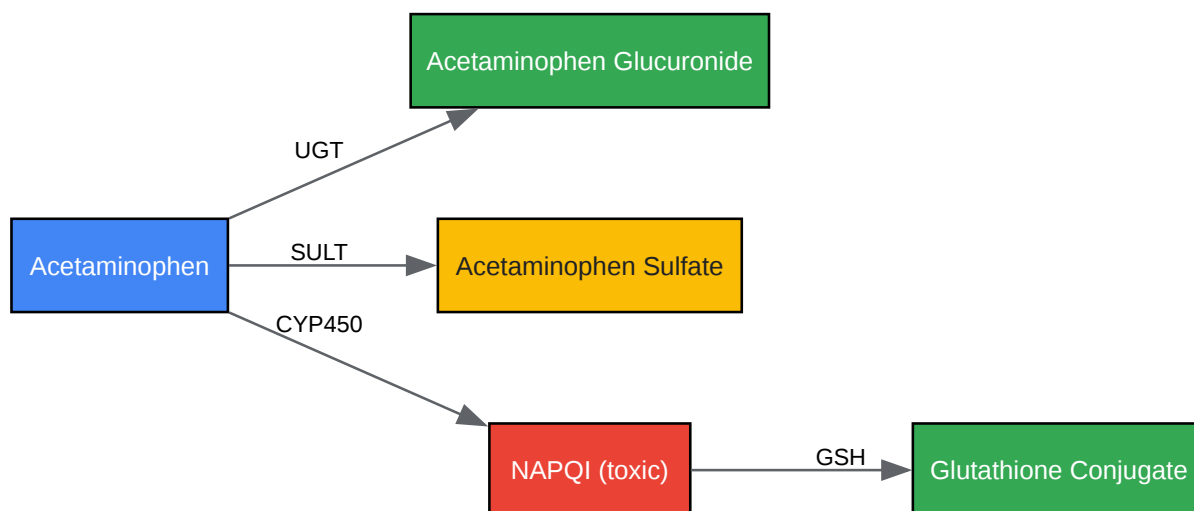 Acetaminophen Glucuronide
UGT
Acetaminophen
SULT
Acetaminophen Sulfate
CYP450
NAPQI (toxic)
GSH
Glutathione Conjugate